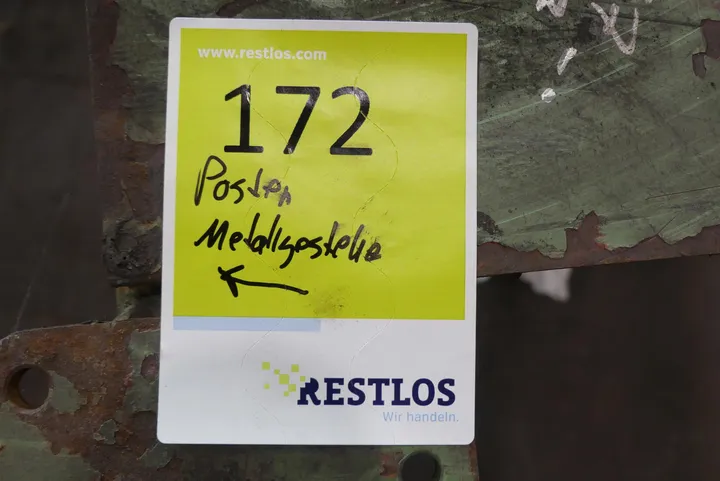 www.restlos.com
172
Posten
Metallgestelle
RESTLOS
Wir handeln.